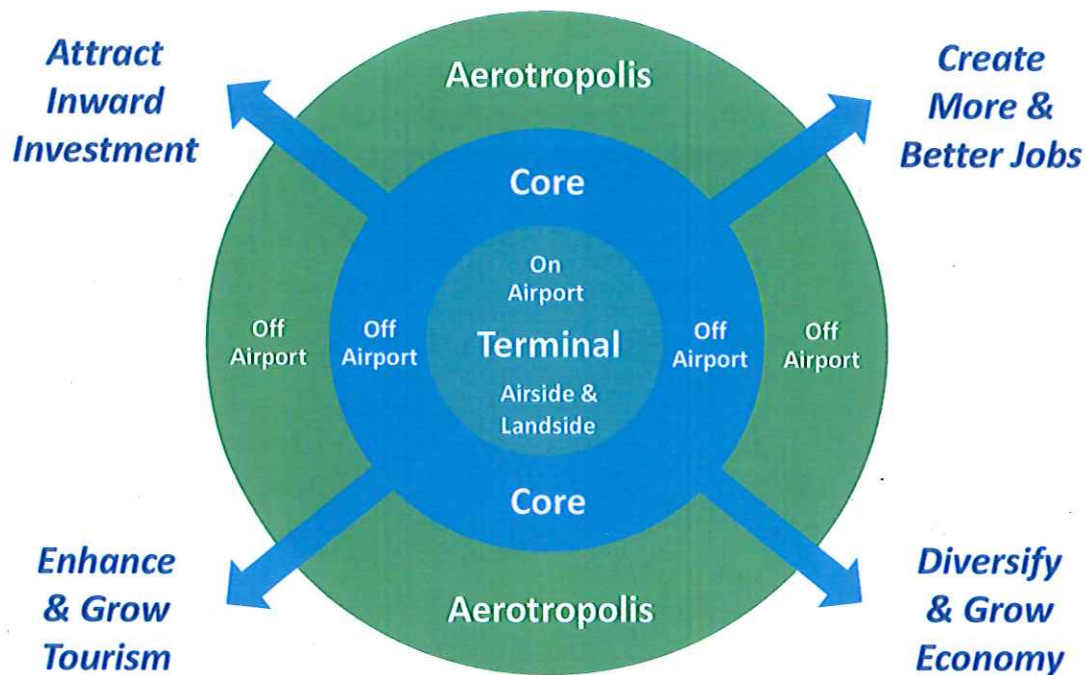 Attract
Inward
Investment
Aerotropolis
Create
More &
Better Jobs
Core
On
Airport
Off
Airport
Off
Airport
Terminal
Off
Airport
Off
Airport
Airside &
Landside
Core
Enhance
& Grow
Tourism
Aerotropolis
Diversify
& Grow
Economy